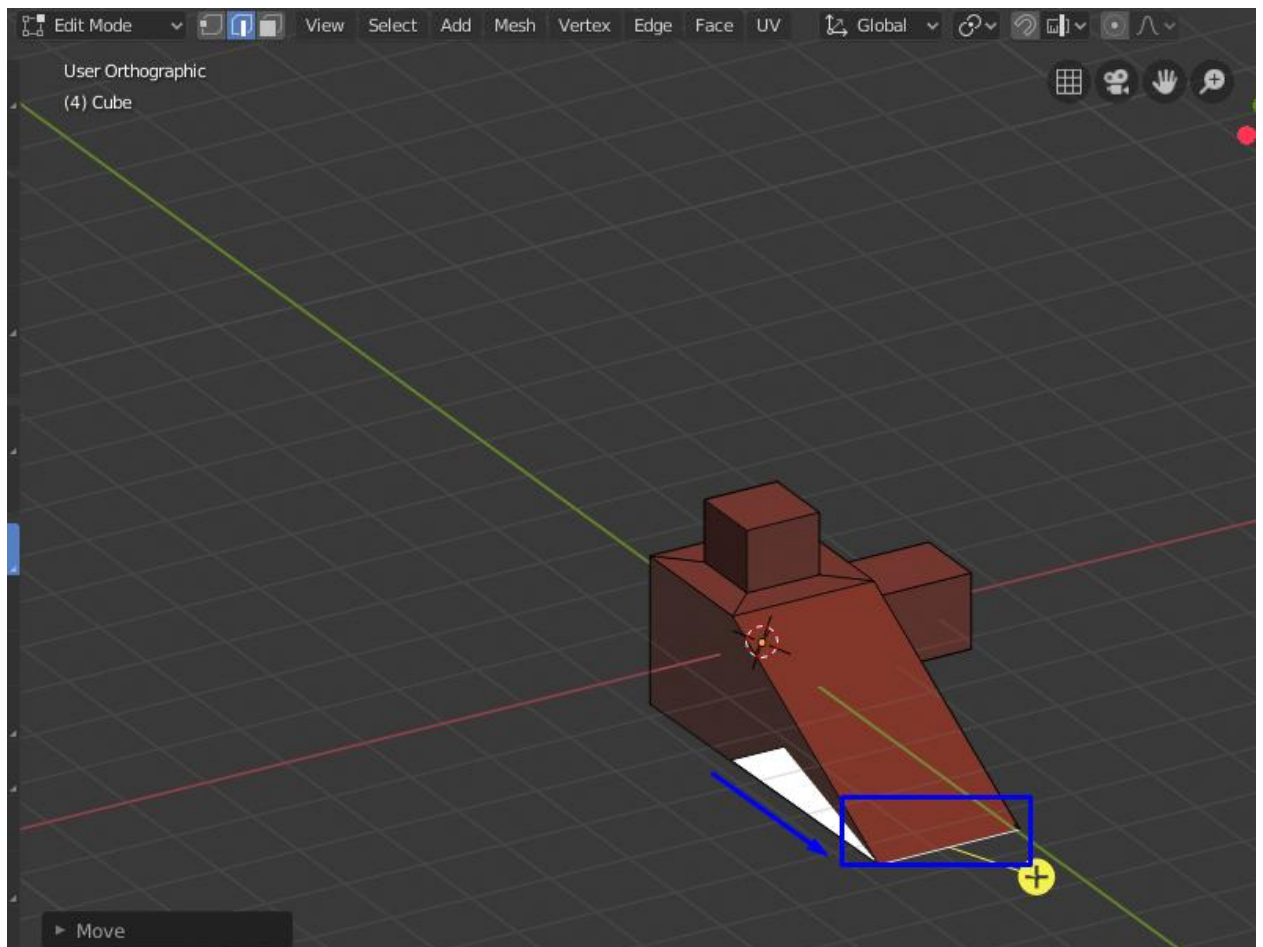 Edit Mode View Select Add Mesh Vertex Edge Face UV Global
User Orthographic
(4) Cube
Move